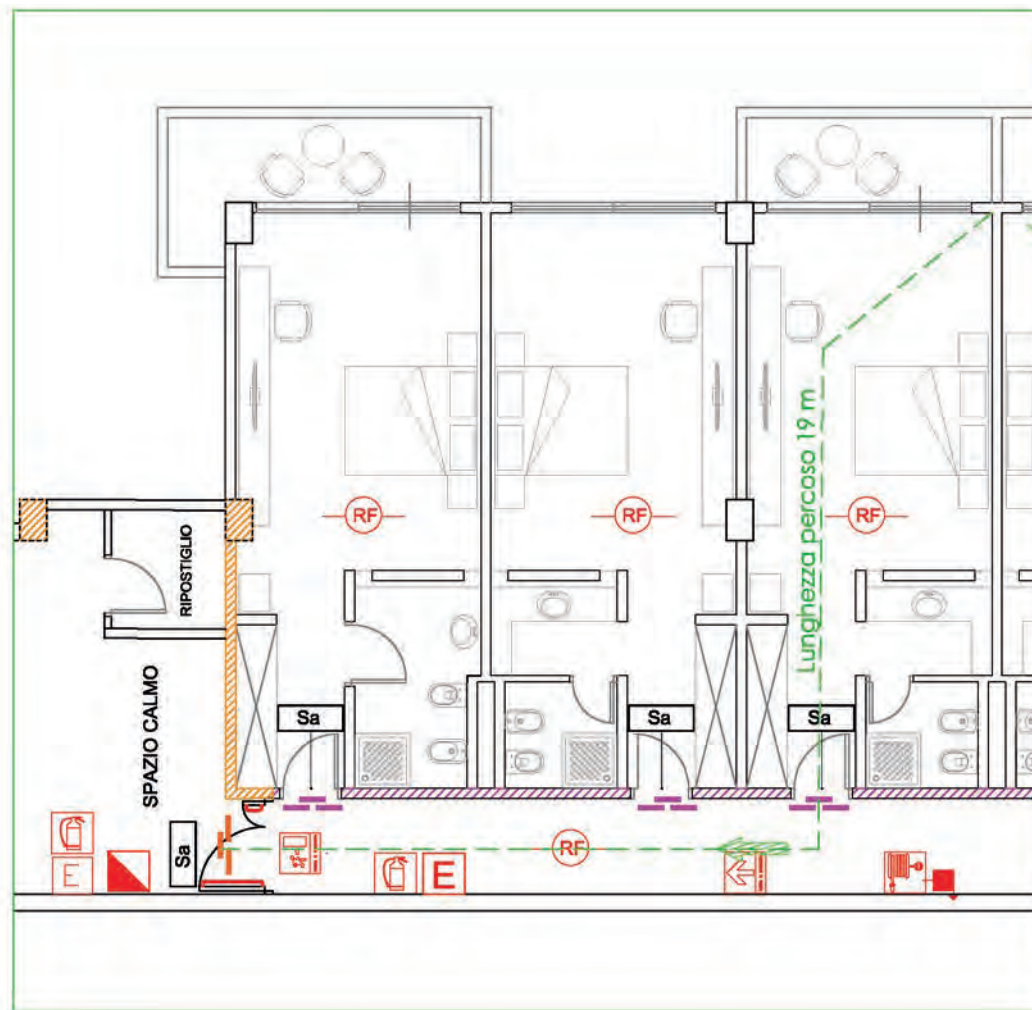 RF
RF
RF
Lunghezza percoso 19 m
RIPOSTIGLIO
SPAZIO CALMO
Sa
Sa
Sa
Sa
RF
E
E